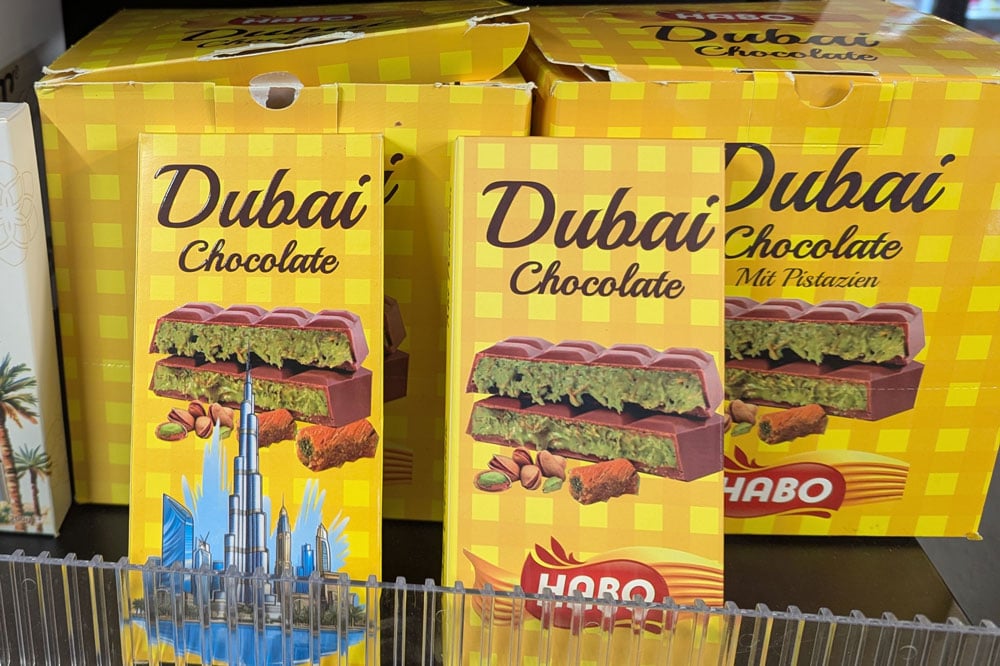 HABO
Dubai
Chocolate
HABO
Dubai
Chocolate
Dubai
Chocolate
Dubai
Chocolate
HABO
Dubai
Chocolate
Mit Pistazien
HABO